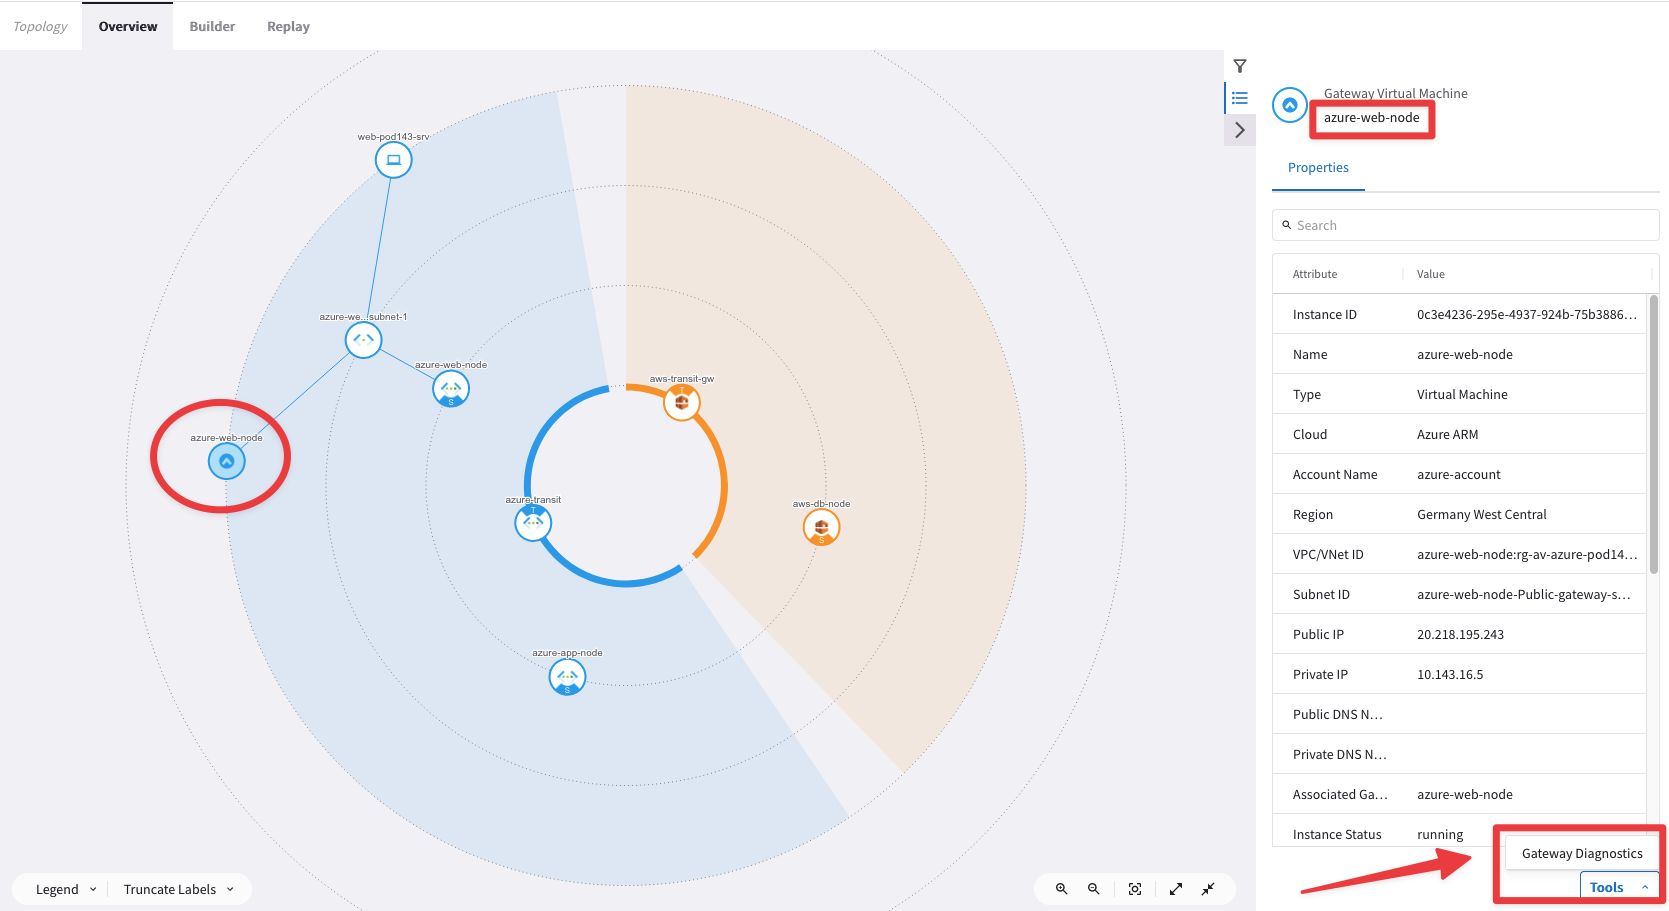 Topology
Overview
Builder
Replay
web-pod143-srv
azure-we...subnet-1
azure-web-node
S
azure-web-node
aws-transit-gw
T
azure-transit
T
aws-db-node
S
azure-app-node
S
Legend
Truncate Labels
Gateway Virtual Machine
azure-web-node
Properties
Search
Attribute Value
Instance ID 0c3e4236-295e-4937-924b-75b3886...
Name azure-web-node
Type Virtual Machine
Cloud Azure ARM
Account Name azure-account
Region Germany West Central
VPC/VNet ID azure-web-node:rg-av-azure-pod14...
Subnet ID azure-web-node-Public-gateway-s...
Public IP 20.218.195.243
Private IP 10.143.16.5
Public DNS N...
Private DNS N...
Associated Ga... azure-web-node
Instance Status running
Gateway Diagnostics
Tools